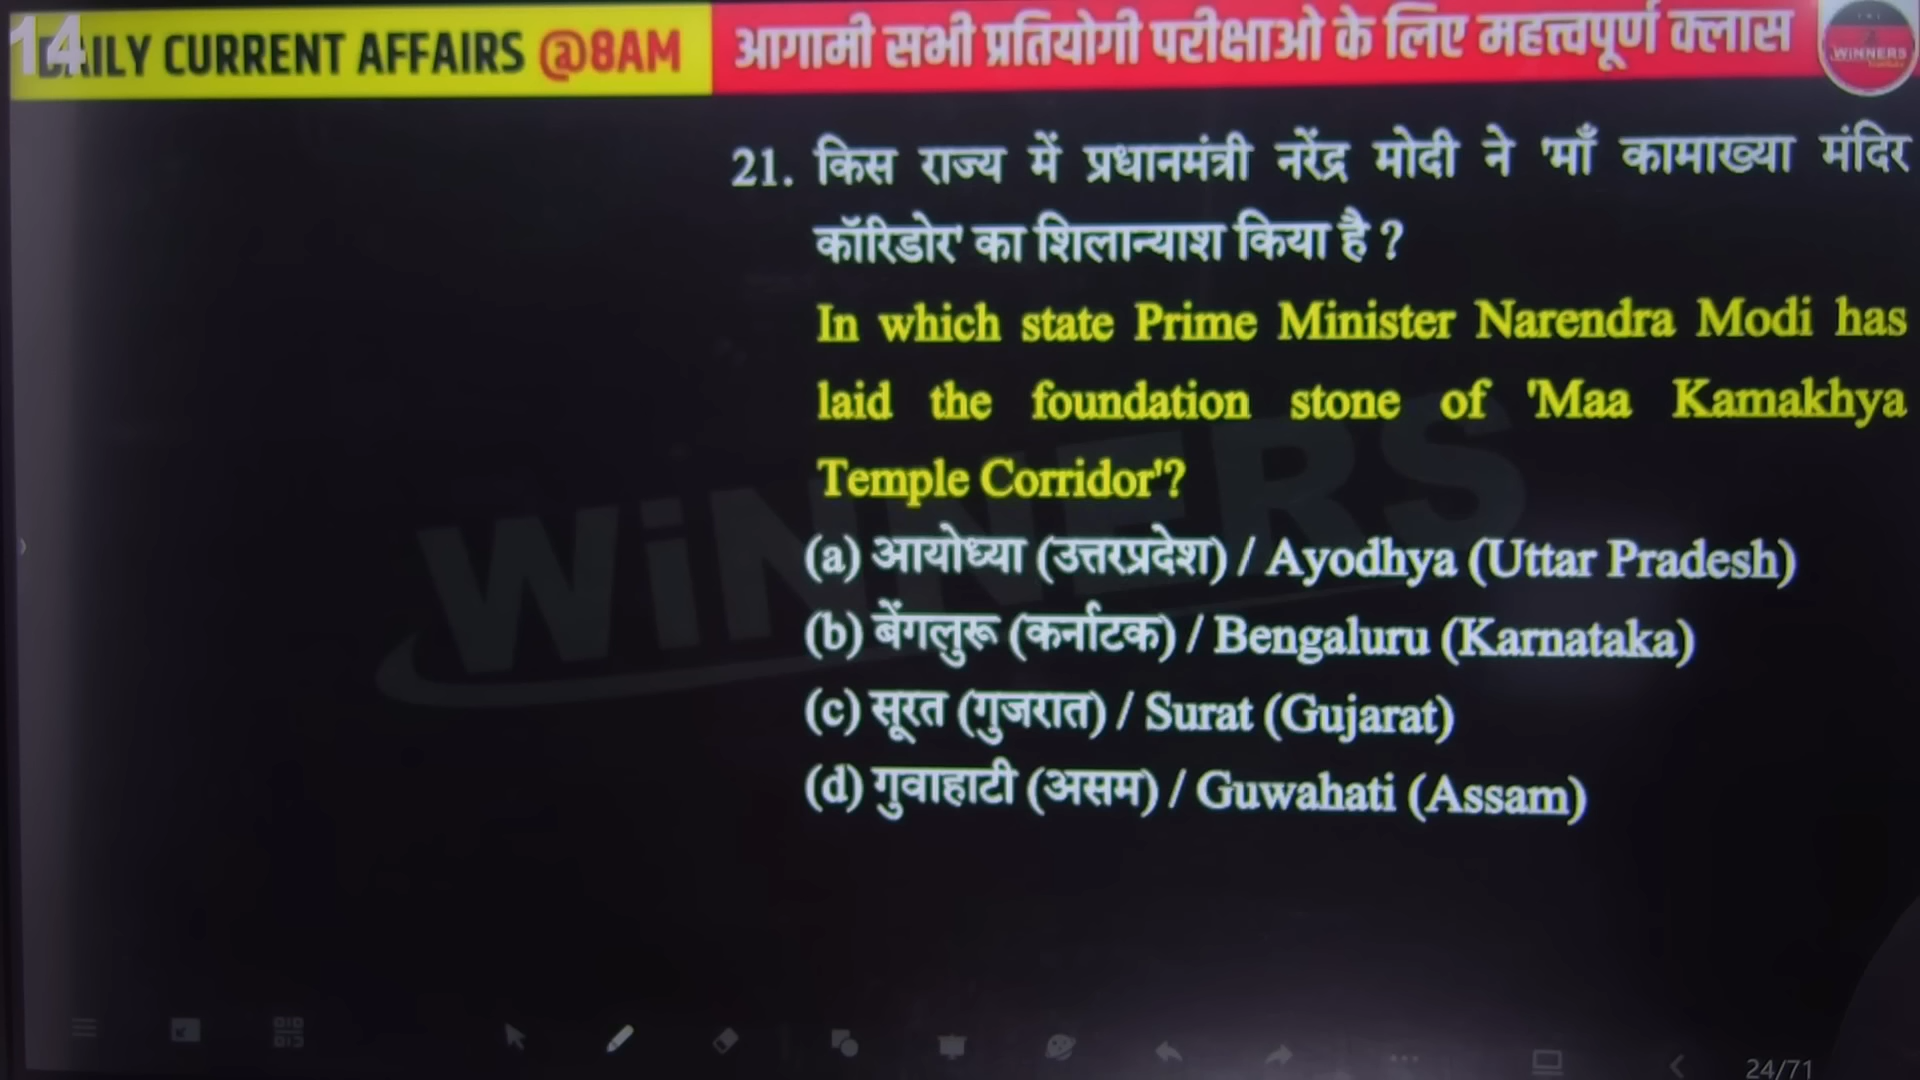 14
DAILY CURRENT AFFAIRS @8AM
आगामी सभी प्रतियोगी परीक्षाओ के लिए महत्त्वपूर्ण क्लास
WINNERS
21. किस राज्य में प्रधानमंत्री नरेंद्र मोदी ने 'माँ कामाख्या मंदिर
कॉरिडोर' का शिलान्याश किया है ?
In which state Prime Minister Narendra Modi has
laid the foundation stone of 'Maa Kamakhya
Temple Corridor'?
(a) आयोध्या (उत्तरप्रदेश) / Ayodhya (Uttar Pradesh)
(b) बेंगलुरू (कर्नाटक) / Bengaluru (Karnataka)
(c) सूरत (गुजरात) / Surat (Gujarat)
(d) गुवाहाटी (असम) / Guwahati (Assam)
WiNNERS
24/71